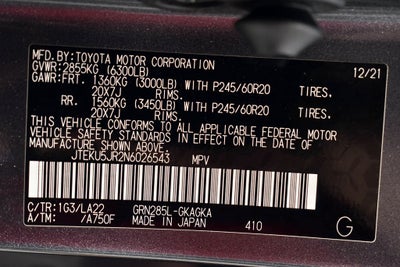 MFD.BY:TOYOTA MOTOR CORPORATION 12/21
GVWR: 2855KG (6300LB)
GAWR:FRT. 1360KG (3000LB) WITH P245/60R20 TIRES.
20X7J RIMS.
RR. 1560KG (3450LB) WITH P245/60R20 TIRES.
20X7J RIMS.
THIS VEHICLE CONFORMS TO ALL APPLICABLE FEDERAL MOTOR
VEHICLE SAFETY STANDARDS IN EFFECT ON THE DATE OF
MANUFACTURE SHOWN ABOVE.
JTEKU5JR2N6026543 MPV
C/TR:1G3/LA22 GRN285L-GKAGKA
A/TM: /A750F MADE IN JAPAN 410 G